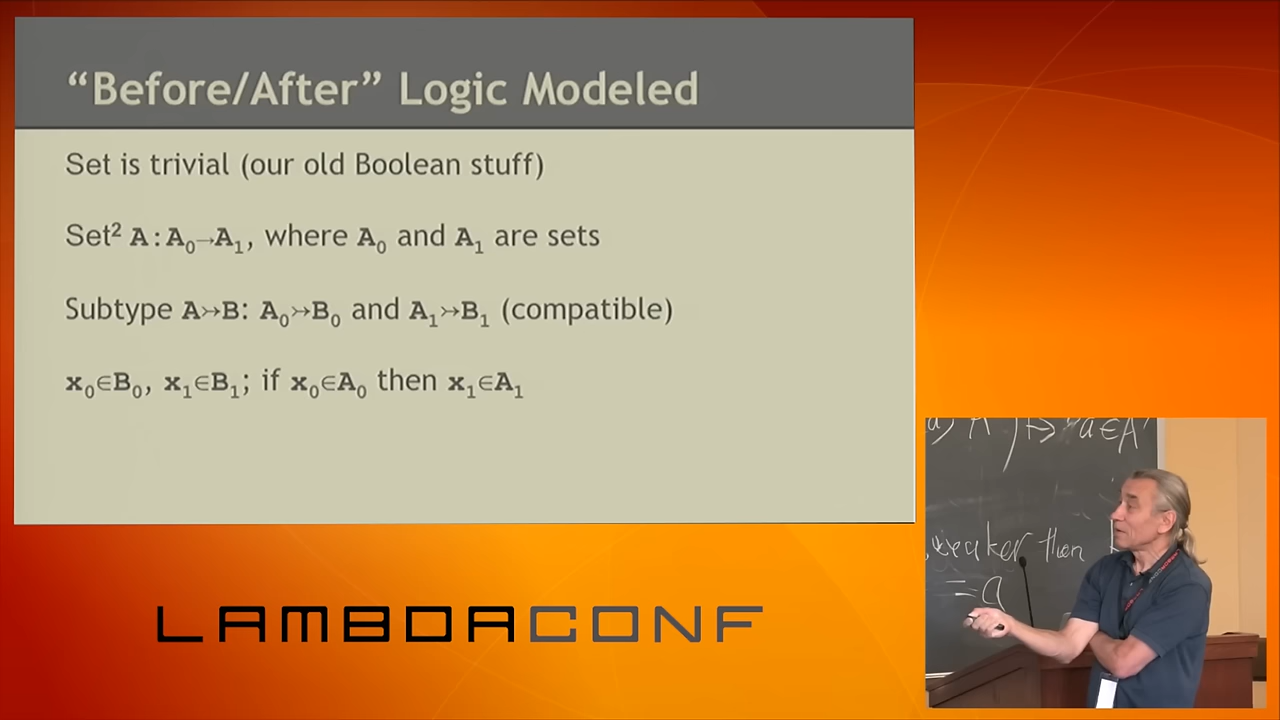 “Before/After” Logic Modeled
Set is trivial (our old Boolean stuff)
Set² A:A₀→A₁, where A₀ and A₁ are sets
Subtype A↣B: A₀↣B₀ and A₁↣B₁ (compatible)
x₀∈B₀, x₁∈B₁; if x₀∈A₀ then x₁∈A₁
a∈A
weaker then
=a
LAMBDACONF